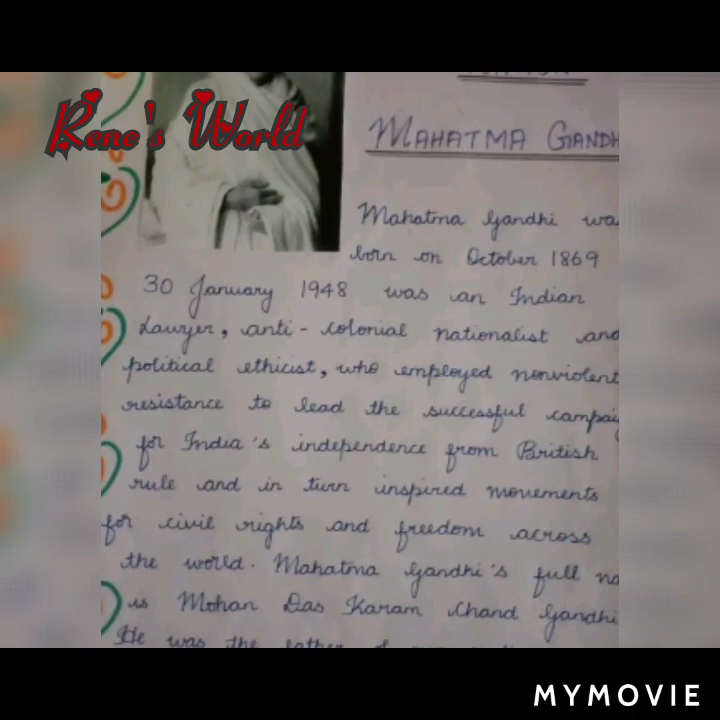 Rene's World
MAHATMA GANDH
Mahatma Gandhi wa
born on October 1869
30 January 1948 was an Indian
Lawyer, anti-colonial nationalist and
political ethicist, who employed nonviolent
resistance to lead the successful campaig
for India's independence from British
rule and in turn inspired movements
for civil rights and freedom across
the world. Mahatma Gandhi's full na
is Mohan Das Karam Chand Gandhi
He was the father
MYMOVIE